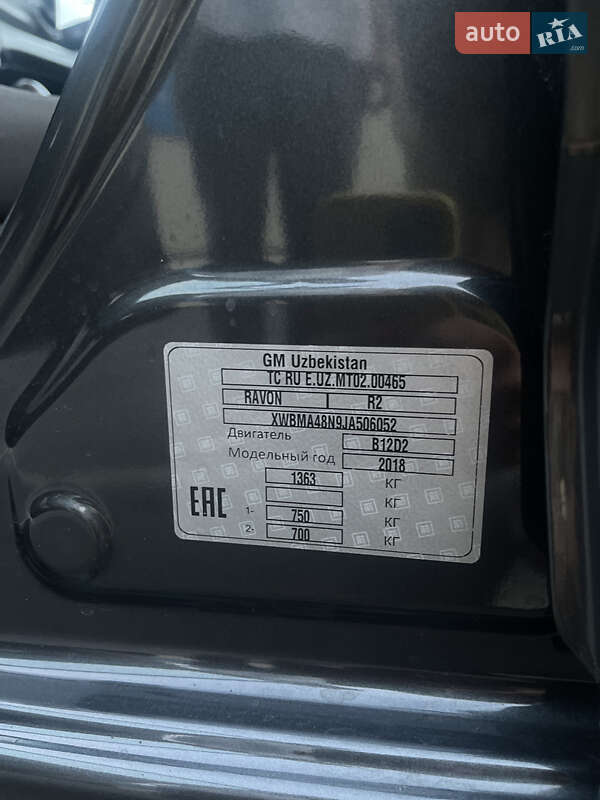 auto RIA.com
GM Uzbekistan
TC RU E.UZ.MT02.00465
RAVON R2
XWBMA48N9JA506052
Двигатель B12D2
Модельный год 2018
1363 КГ
КГ
EAC 1- 750 КГ
2- 700 КГ